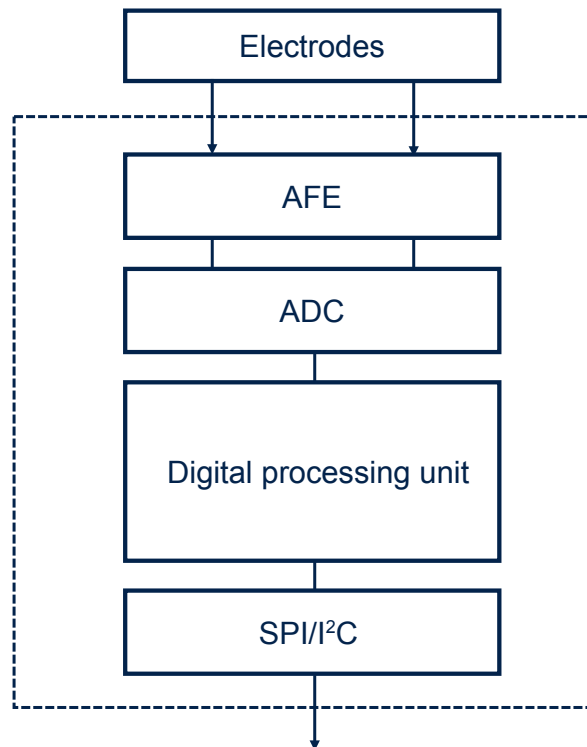 Electrodes
AFE
ADC
Digital processing unit
SPI/I²C